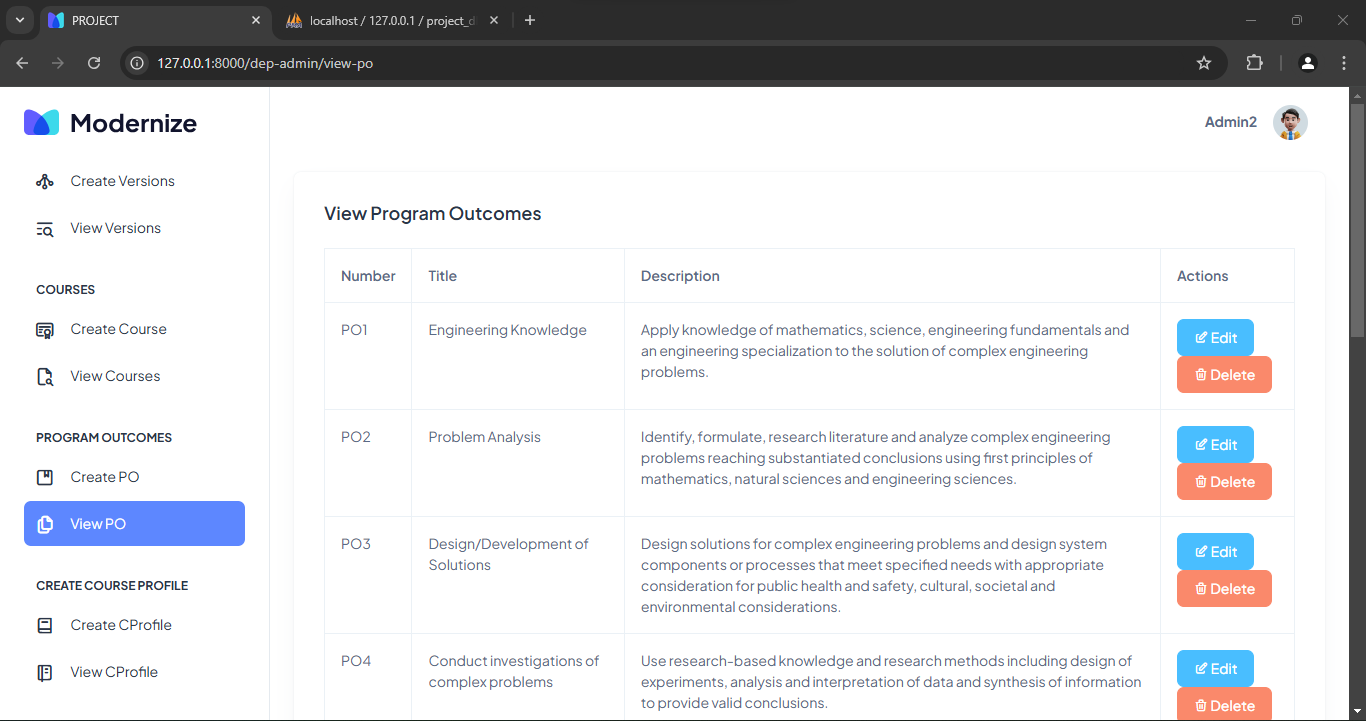 PROJECT
localhost / 127.0.0.1 / project_d
127.0.0.1:8000/dep-admin/view-po
Modernize
Admin2
Create Versions
View Versions
COURSES
Create Course
View Courses
PROGRAM OUTCOMES
Create PO
View PO
CREATE COURSE PROFILE
Create CProfile
View CProfile
View Program Outcomes
Number Title Description Actions
PO1 Engineering Knowledge Apply knowledge of mathematics, science, engineering fundamentals and
an engineering specialization to the solution of complex engineering
problems.
Edit
Delete
PO2 Problem Analysis Identify, formulate, research literature and analyze complex engineering
problems reaching substantiated conclusions using first principles of
mathematics, natural sciences and engineering sciences.
Edit
Delete
PO3 Design/Development of Design solutions for complex engineering problems and design system
Solutions components or processes that meet specified needs with appropriate
consideration for public health and safety, cultural, societal and
environmental considerations.
Edit
Delete
PO4 Conduct investigations of Use research-based knowledge and research methods including design of
complex problems experiments, analysis and interpretation of data and synthesis of information
to provide valid conclusions.
Edit
Delete